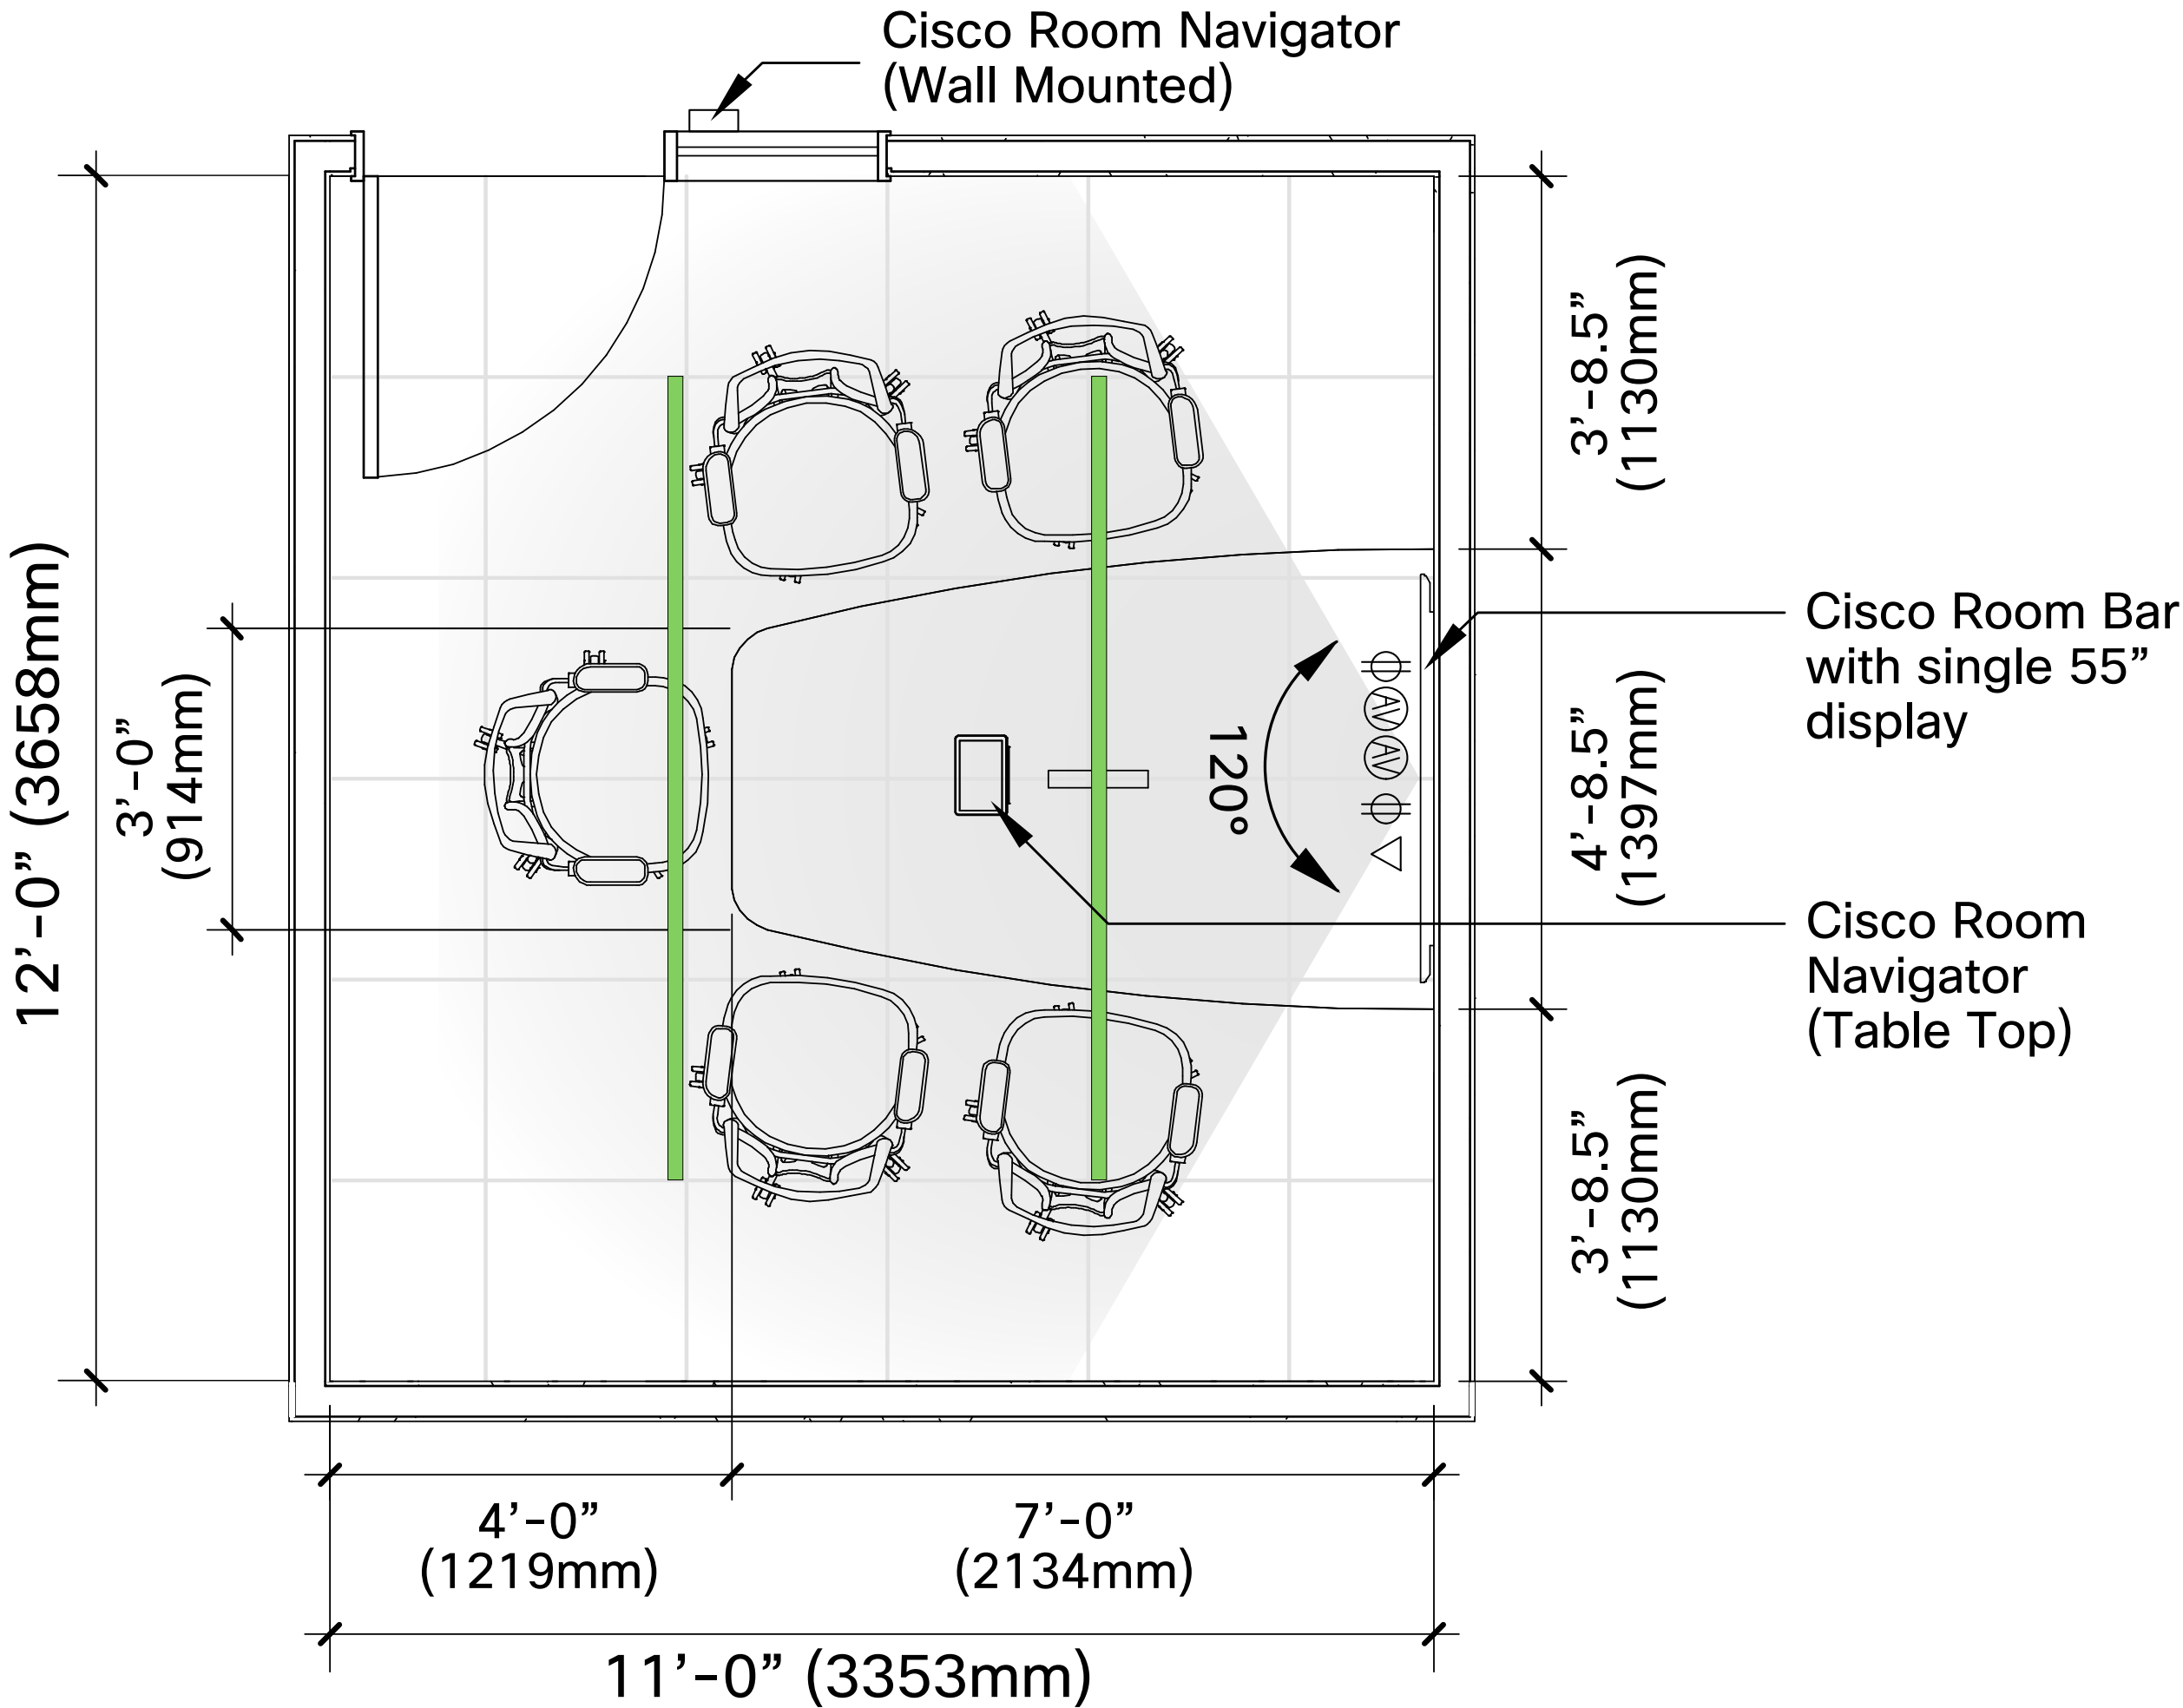 Cisco Room Navigator
(Wall Mounted)
12’-0” (3658mm)
3’-0”
(914mm)
3’-8.5”
(1130mm)
Cisco Room Bar
with single 55”
display
4’-8.5”
(1397mm)
120°
AV
AV
Cisco Room
Navigator
(Table Top)
3’-8.5”
(1130mm)
4’-0”
(1219mm)
7’-0”
(2134mm)
11’-0” (3353mm)